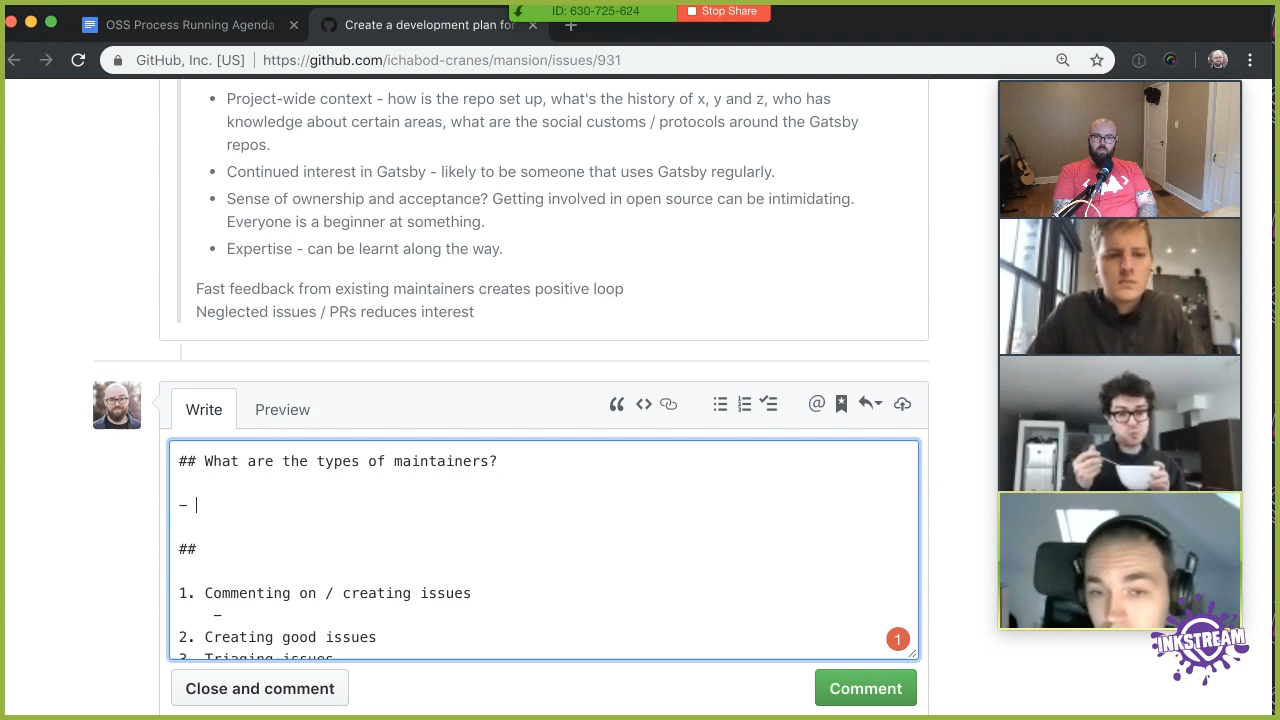 ID: 630-725-624
Stop Share
OSS Process Running Agenda
Create a development plan for
GitHub, Inc. [US]
https://github.com/ichabod-cranes/mansion/issues/931
• Project-wide context - how is the repo set up, what's the history of x, y and z, who has
knowledge about certain areas, what are the social customs / protocols around the Gatsby
repos.
• Continued interest in Gatsby - likely to be someone that uses Gatsby regularly.
• Sense of ownership and acceptance? Getting involved in open source can be intimidating.
Everyone is a beginner at something.
• Expertise - can be learnt along the way.
Fast feedback from existing maintainers creates positive loop
Neglected issues / PRs reduces interest
Write
Preview
## What are the types of maintainers?
–
##
1. Commenting on / creating issues
–
2. Creating good issues
3. Triaging issues
1
Close and comment
Comment
INKSTREAM